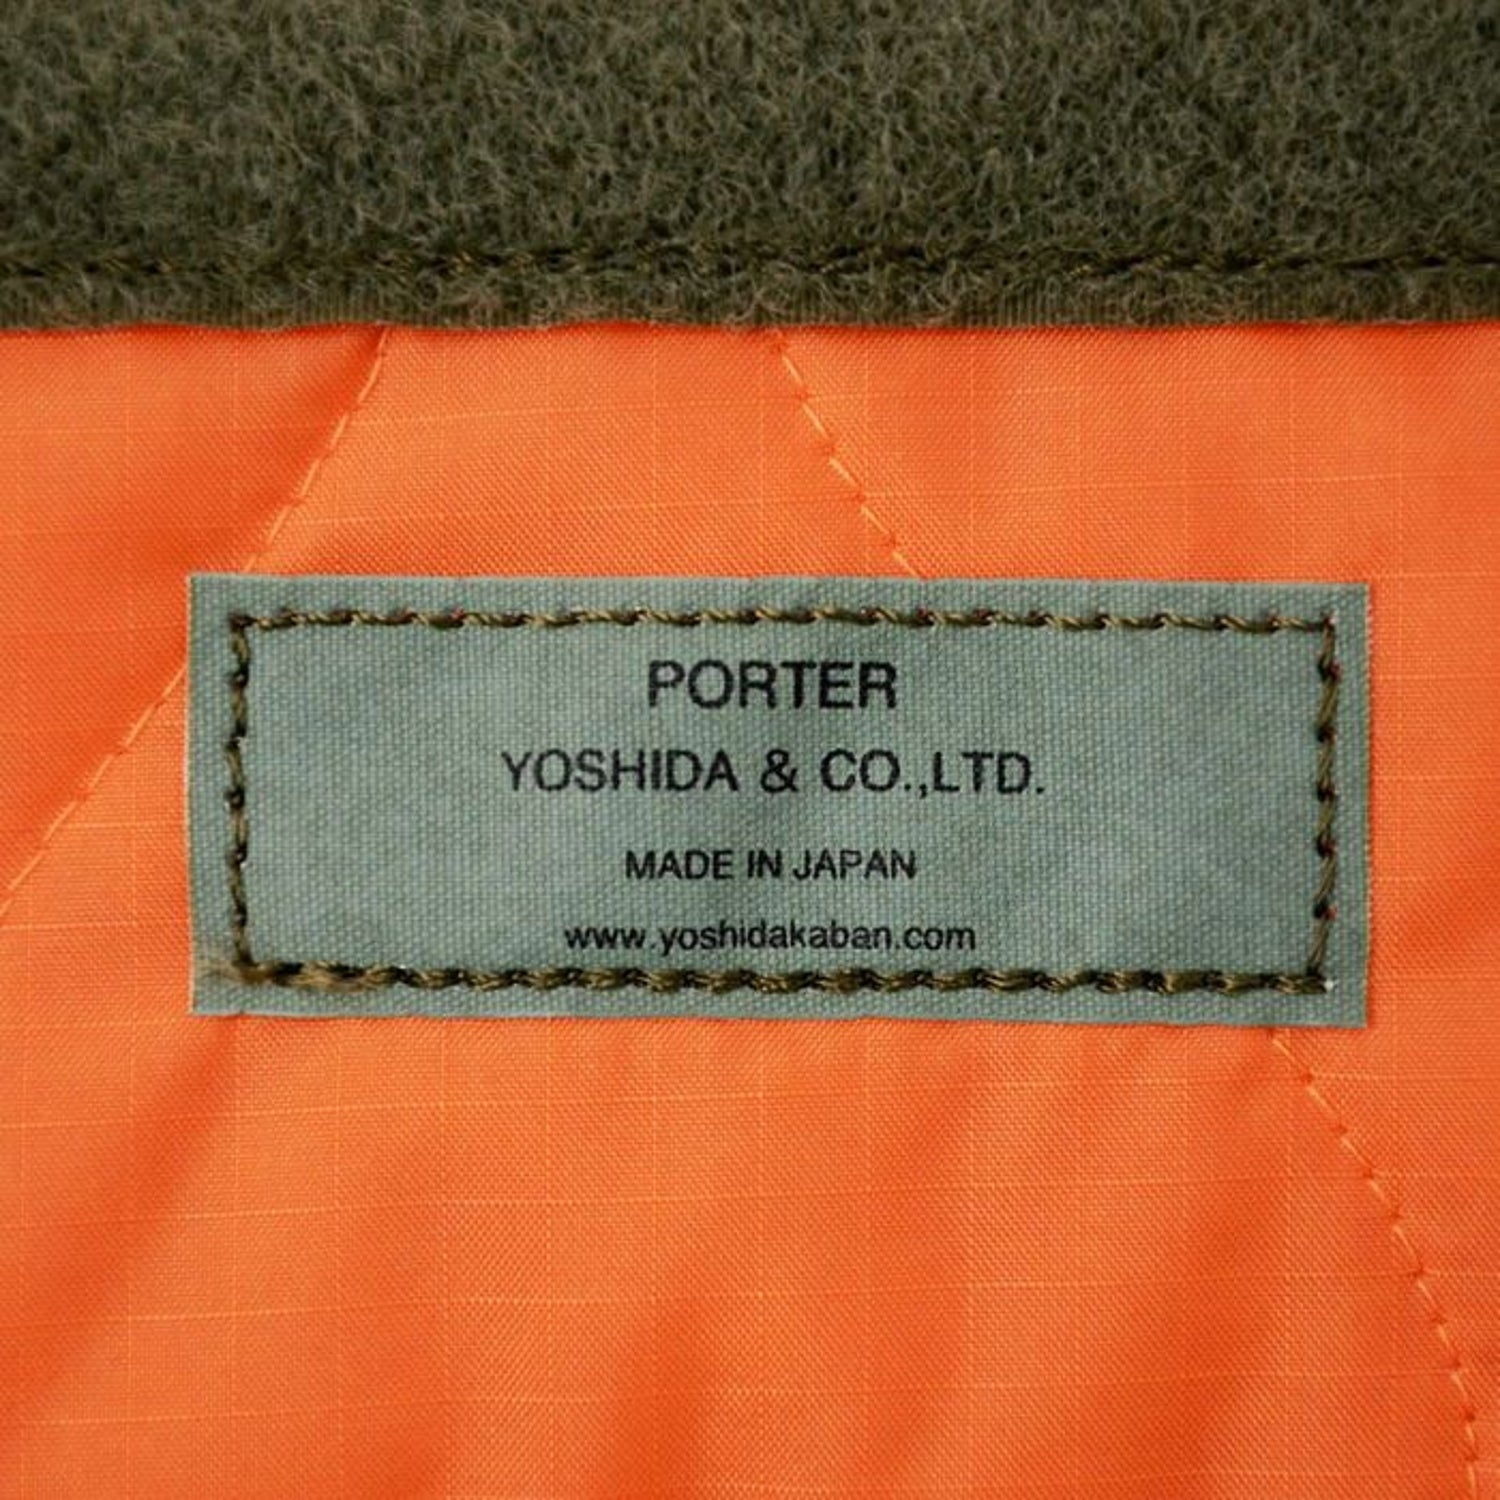 PORTER
YOSHIDA & CO.,LTD.
MADE IN JAPAN
www.yoshidakaban.com